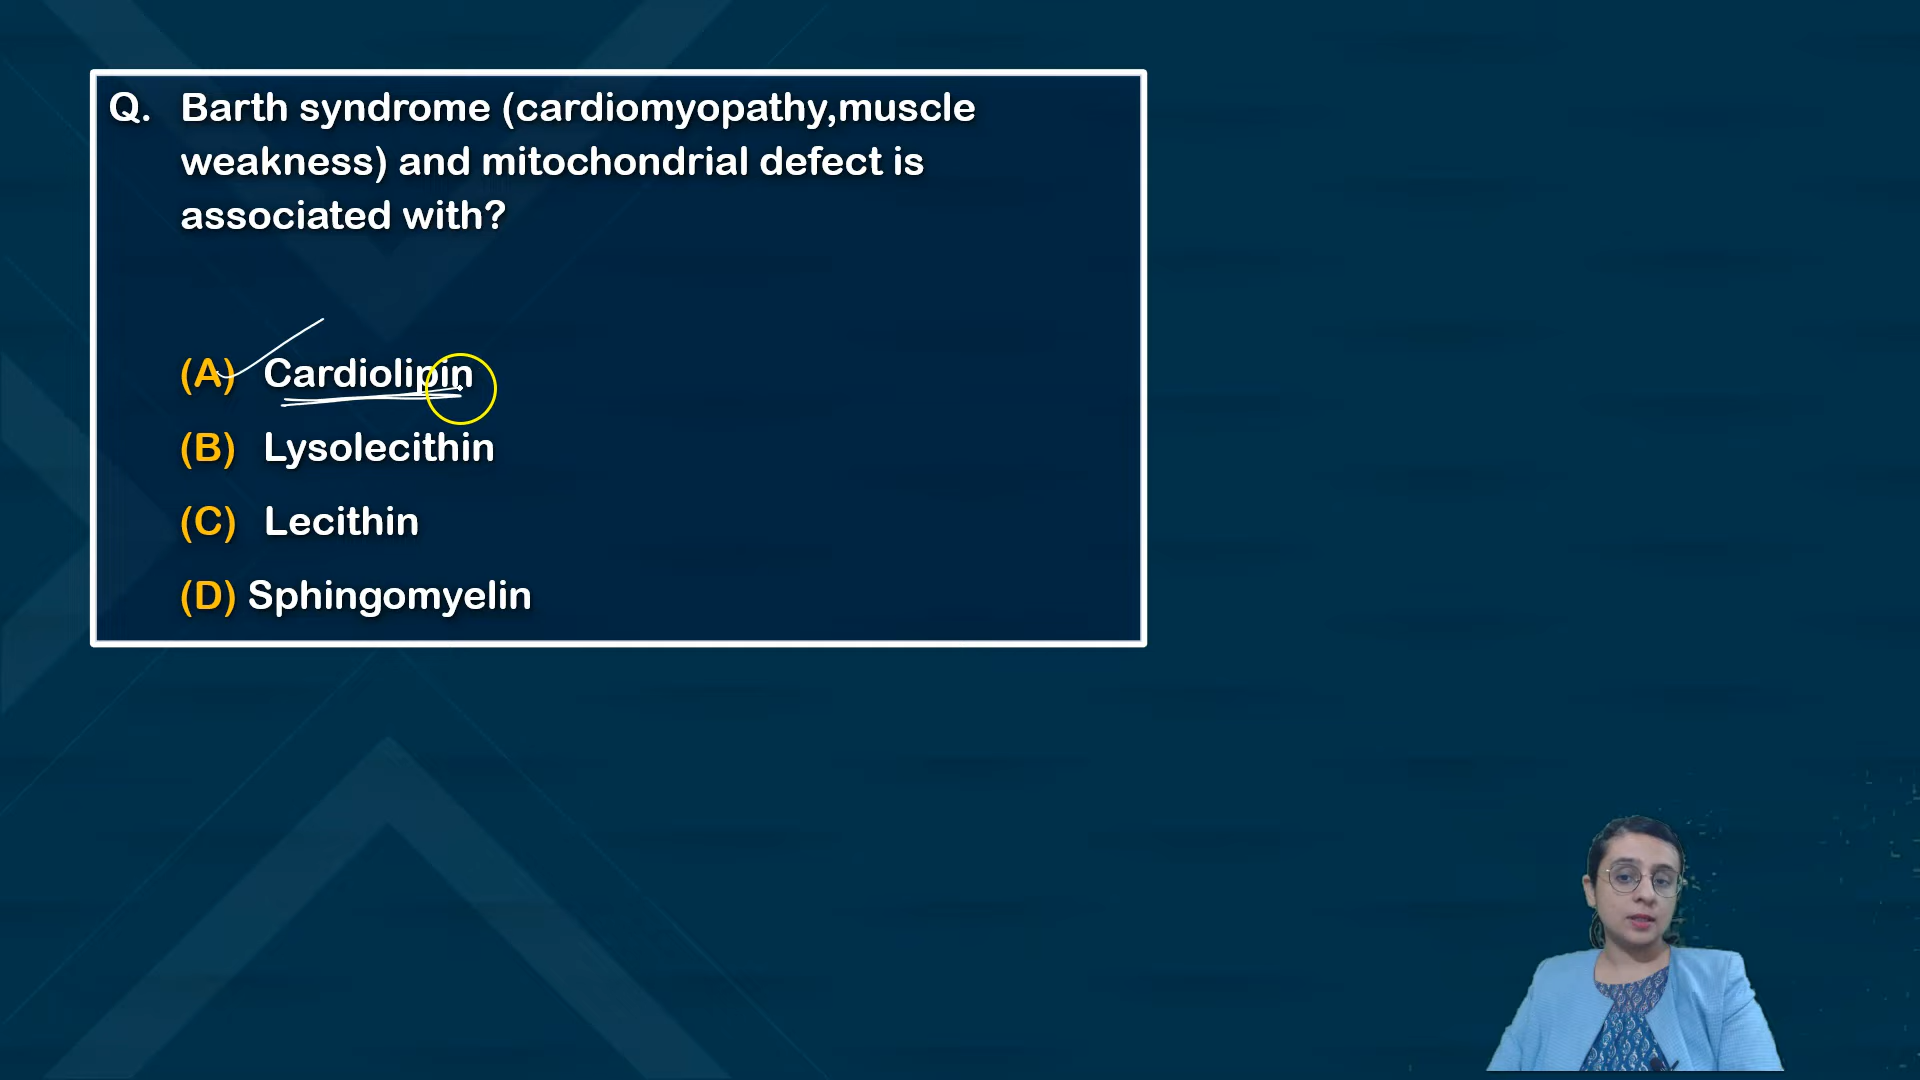 Q. Barth syndrome (cardiomyopathy,muscle
weakness) and mitochondrial defect is
associated with?
(A) Cardiolipin
(B) Lysolecithin
(C) Lecithin
(D) Sphingomyelin